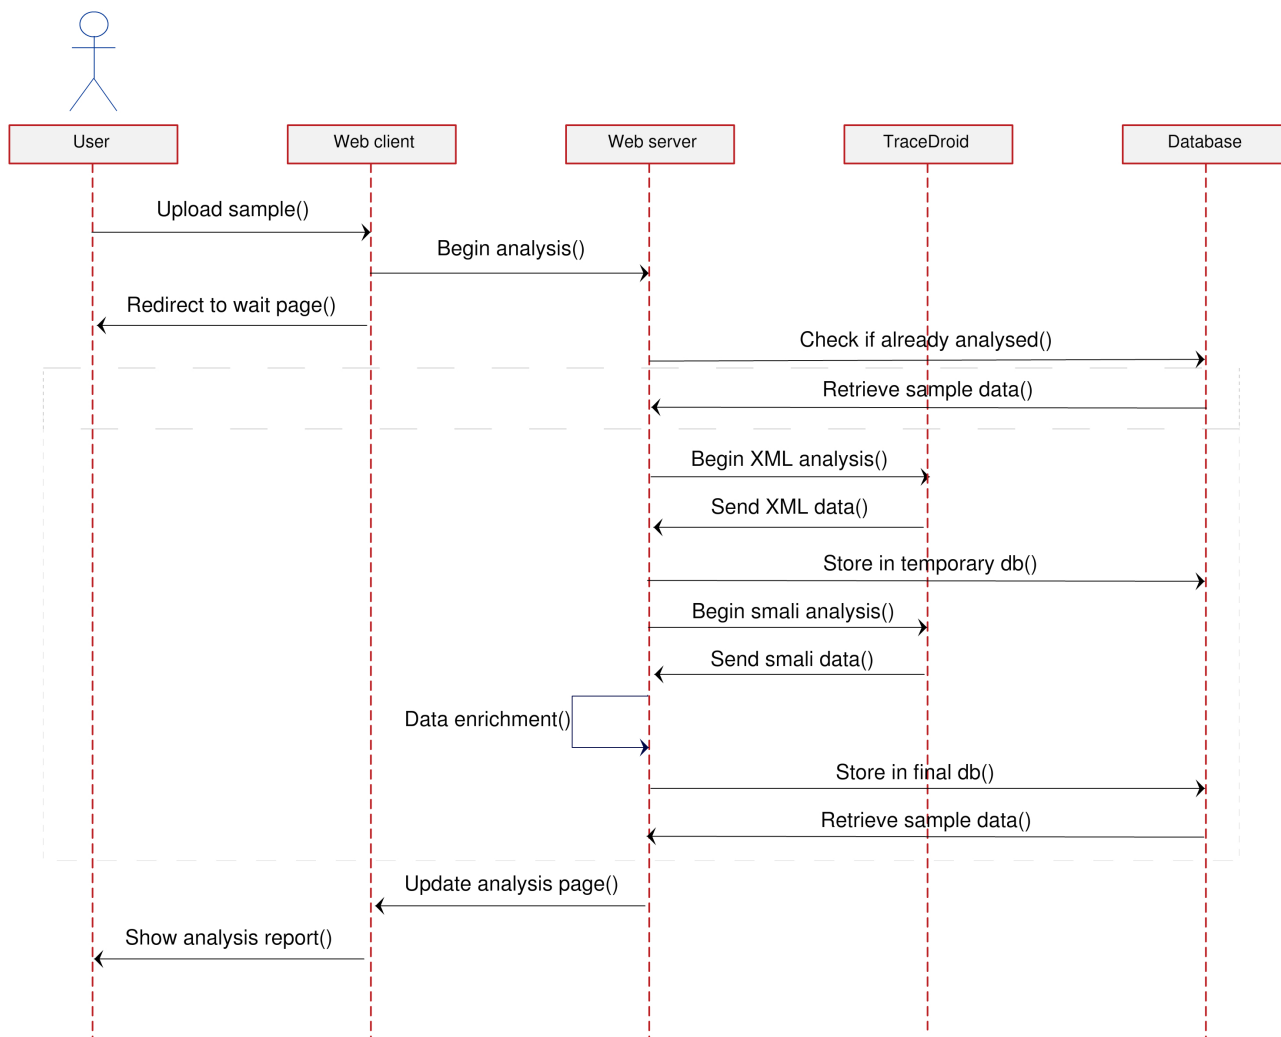 User
Web client
Web server
TraceDroid
Database
Upload sample()
Begin analysis()
Redirect to wait page()
Check if already analysed()
Retrieve sample data()
Begin XML analysis()
Send XML data()
Store in temporary db()
Begin smali analysis()
Send smali data()
Data enrichment()
Store in final db()
Retrieve sample data()
Update analysis page()
Show analysis report()